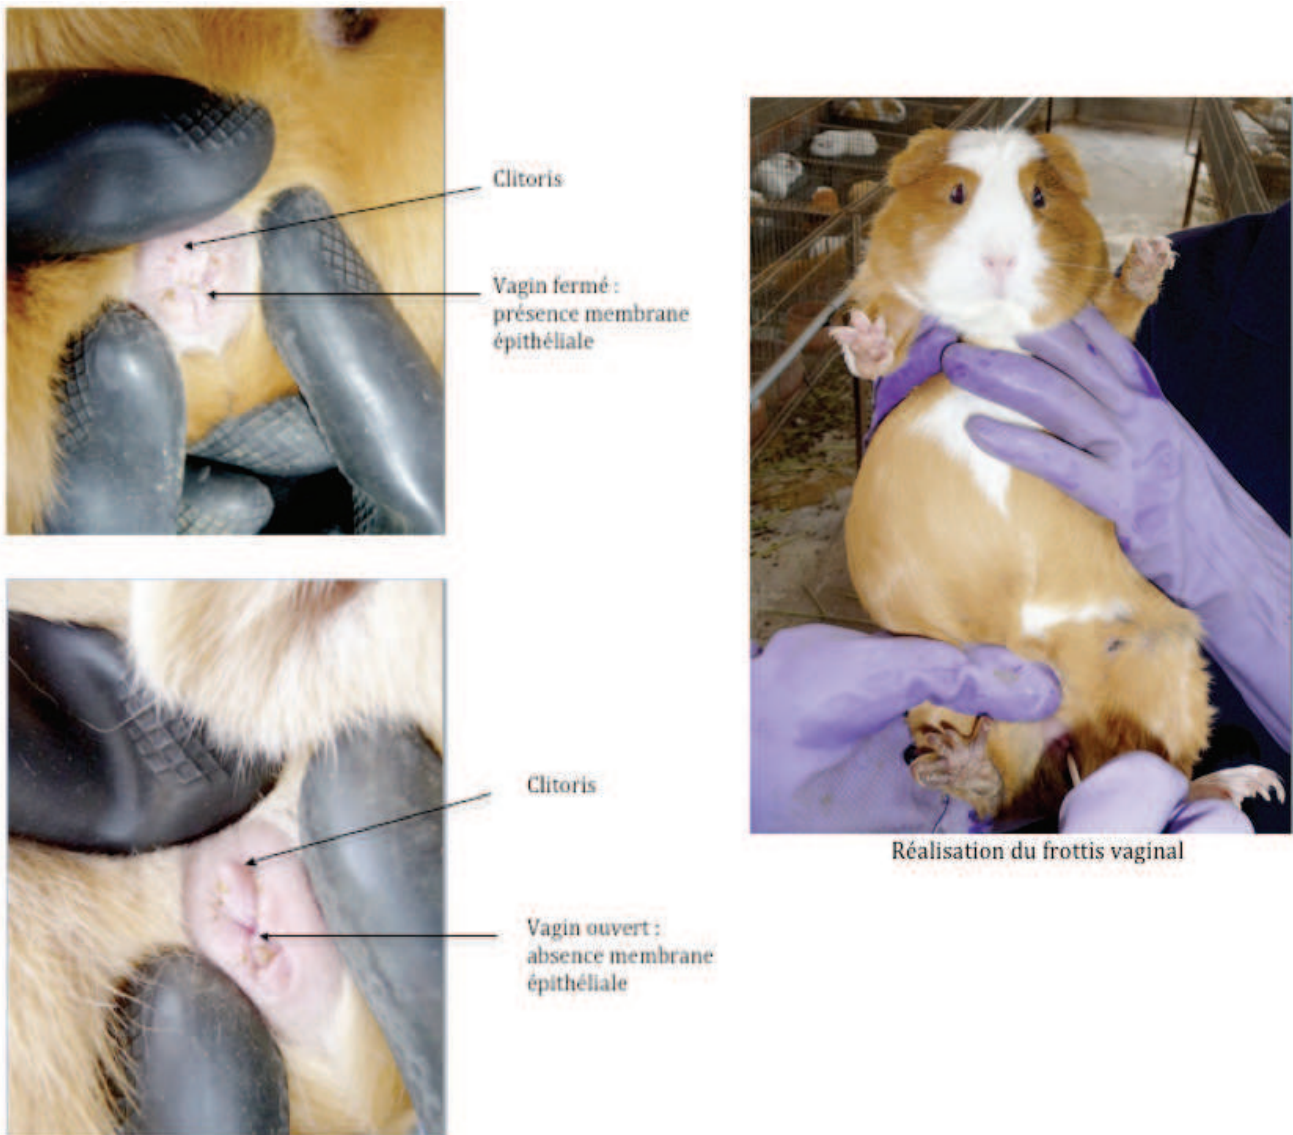 Clitoris
Vagin fermé :
présence membrane
épithéliale
Clitoris
Vagin ouvert :
absence membrane
épithéliale
Réalisation du frottis vaginal